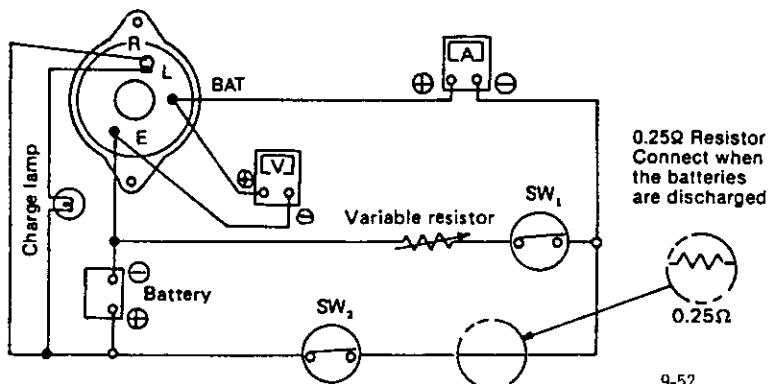 R
L
BAT
E
A
⊕
⊖
V
⊕
⊖
Charge lamp
Variable resistor
SW₁
0.25Ω Resistor
Connect when
the batteries
are discharged
⊖
Battery
⊕
SW₂
0.25Ω
9-52